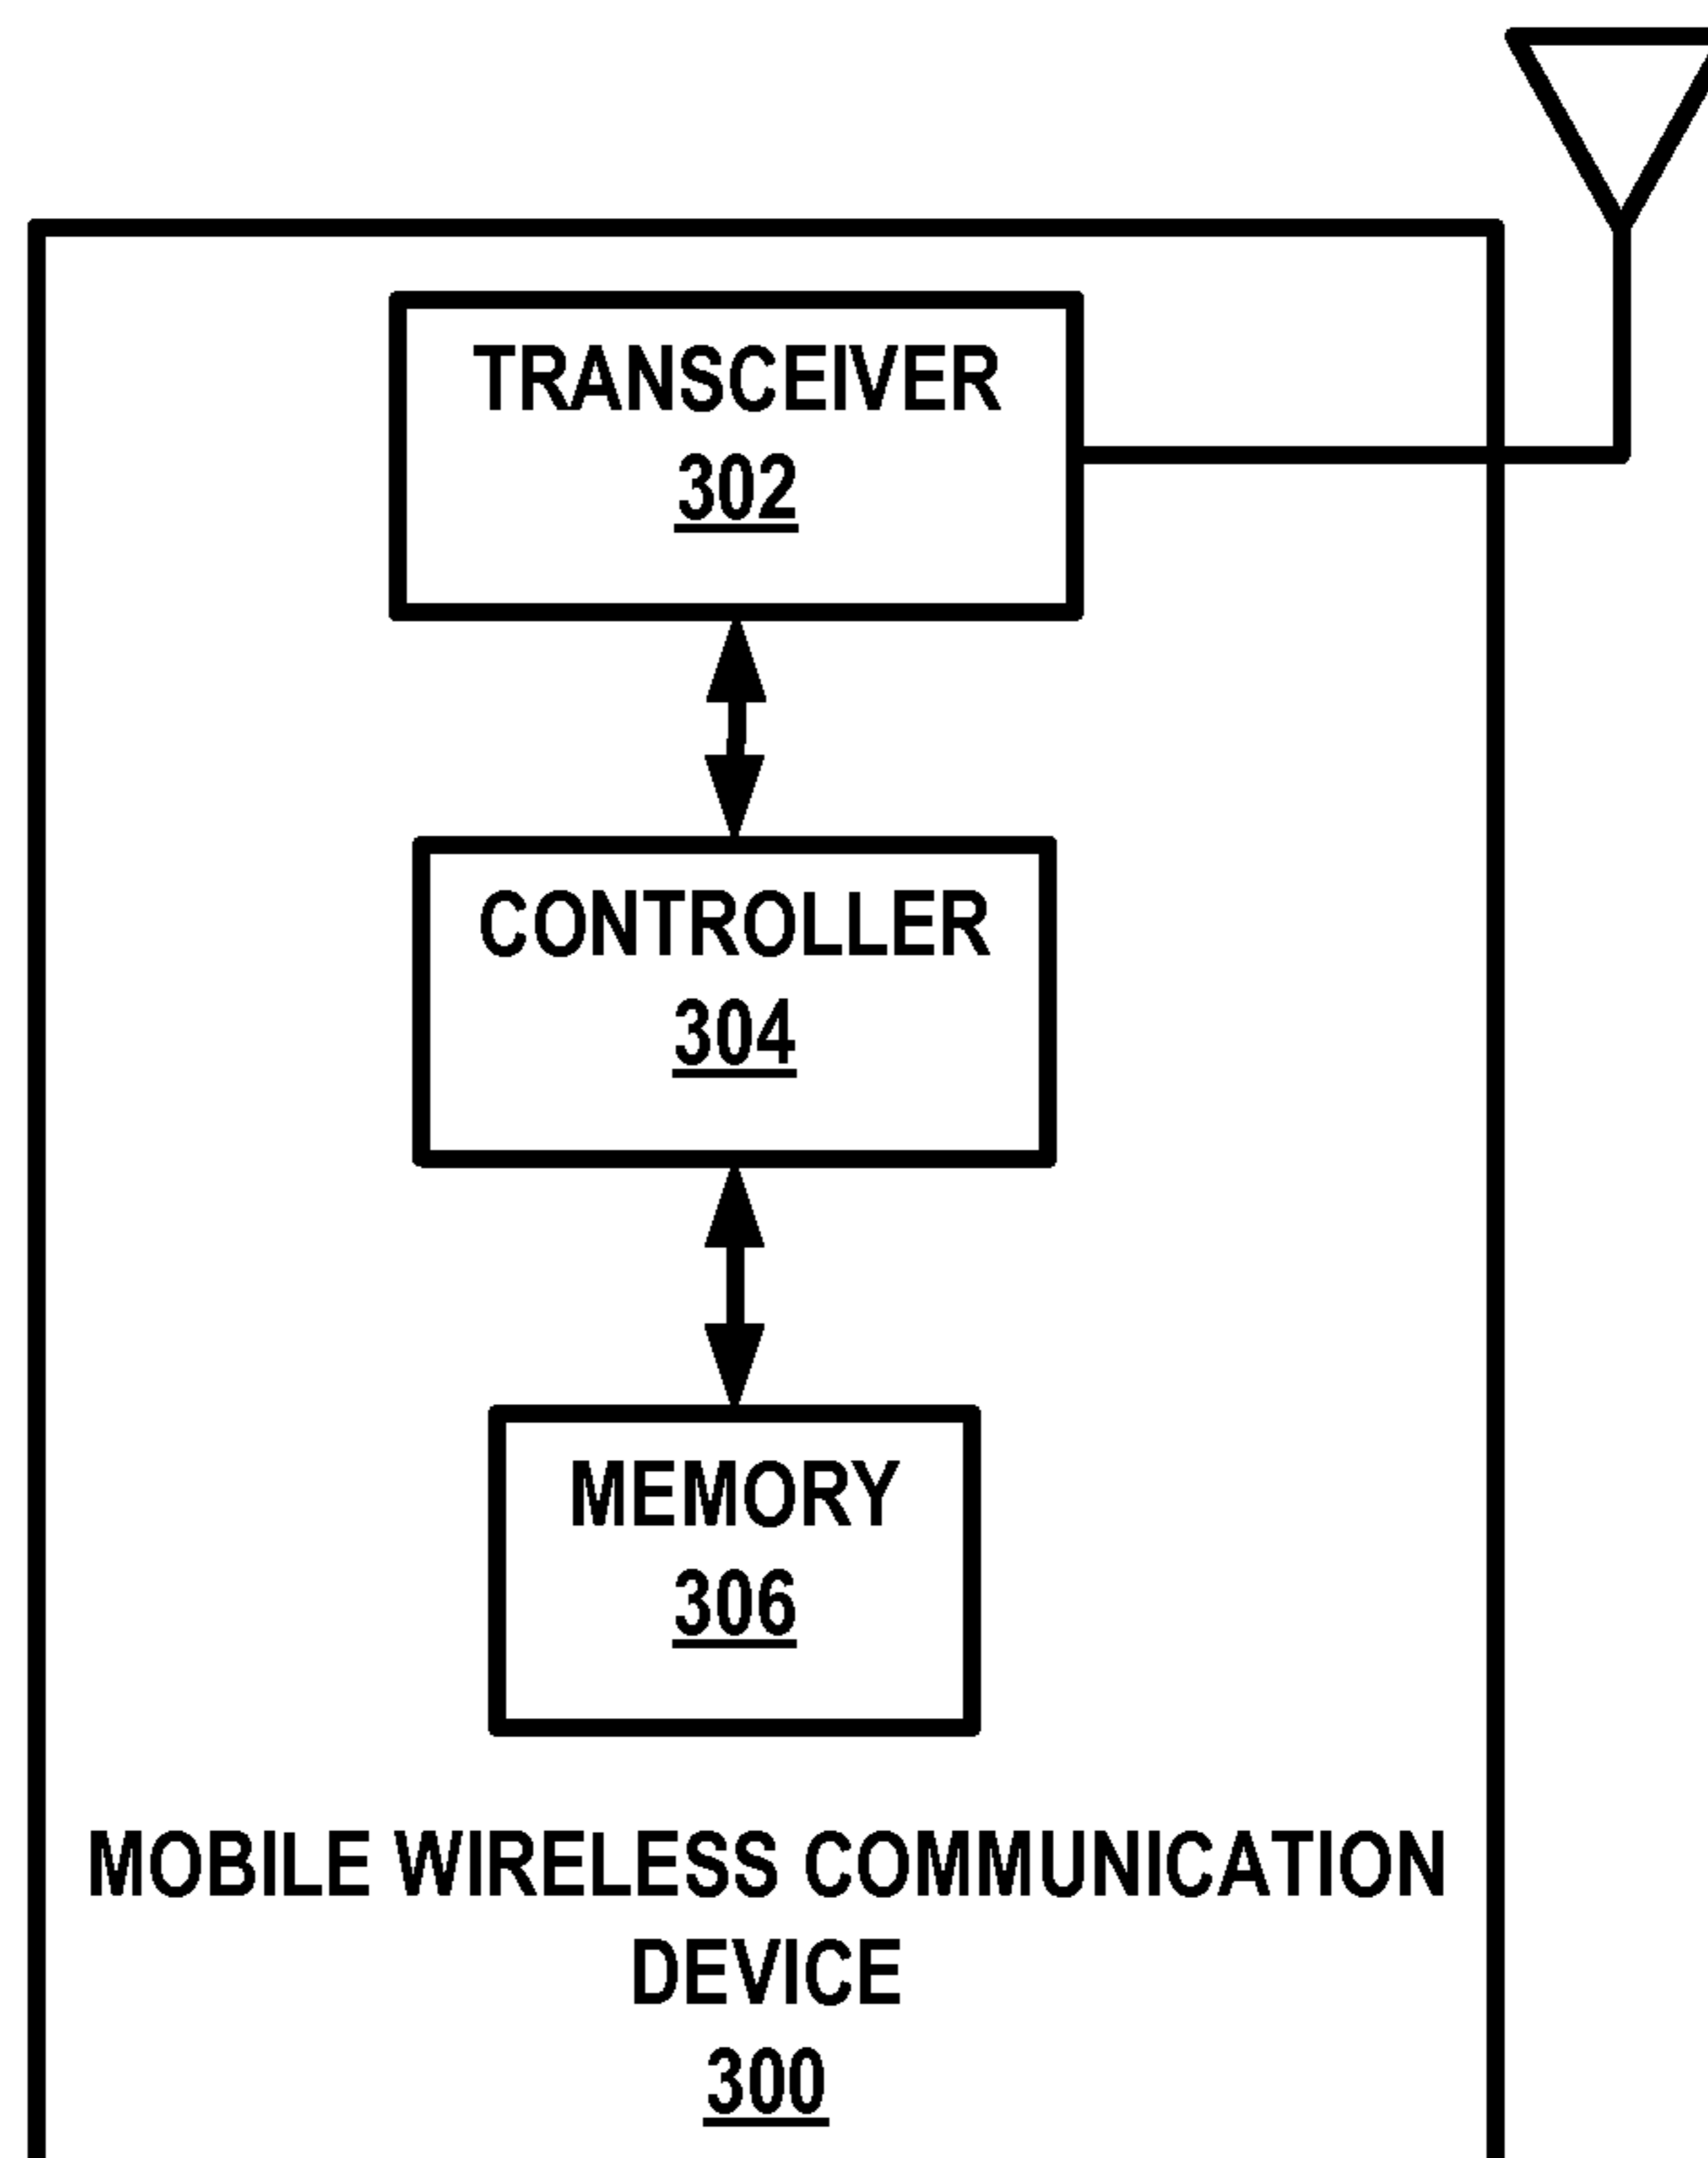 TRANSCEIVER
302
CONTROLLER
304
MEMORY
306
MOBILE WIRELESS COMMUNICATION
DEVICE
300